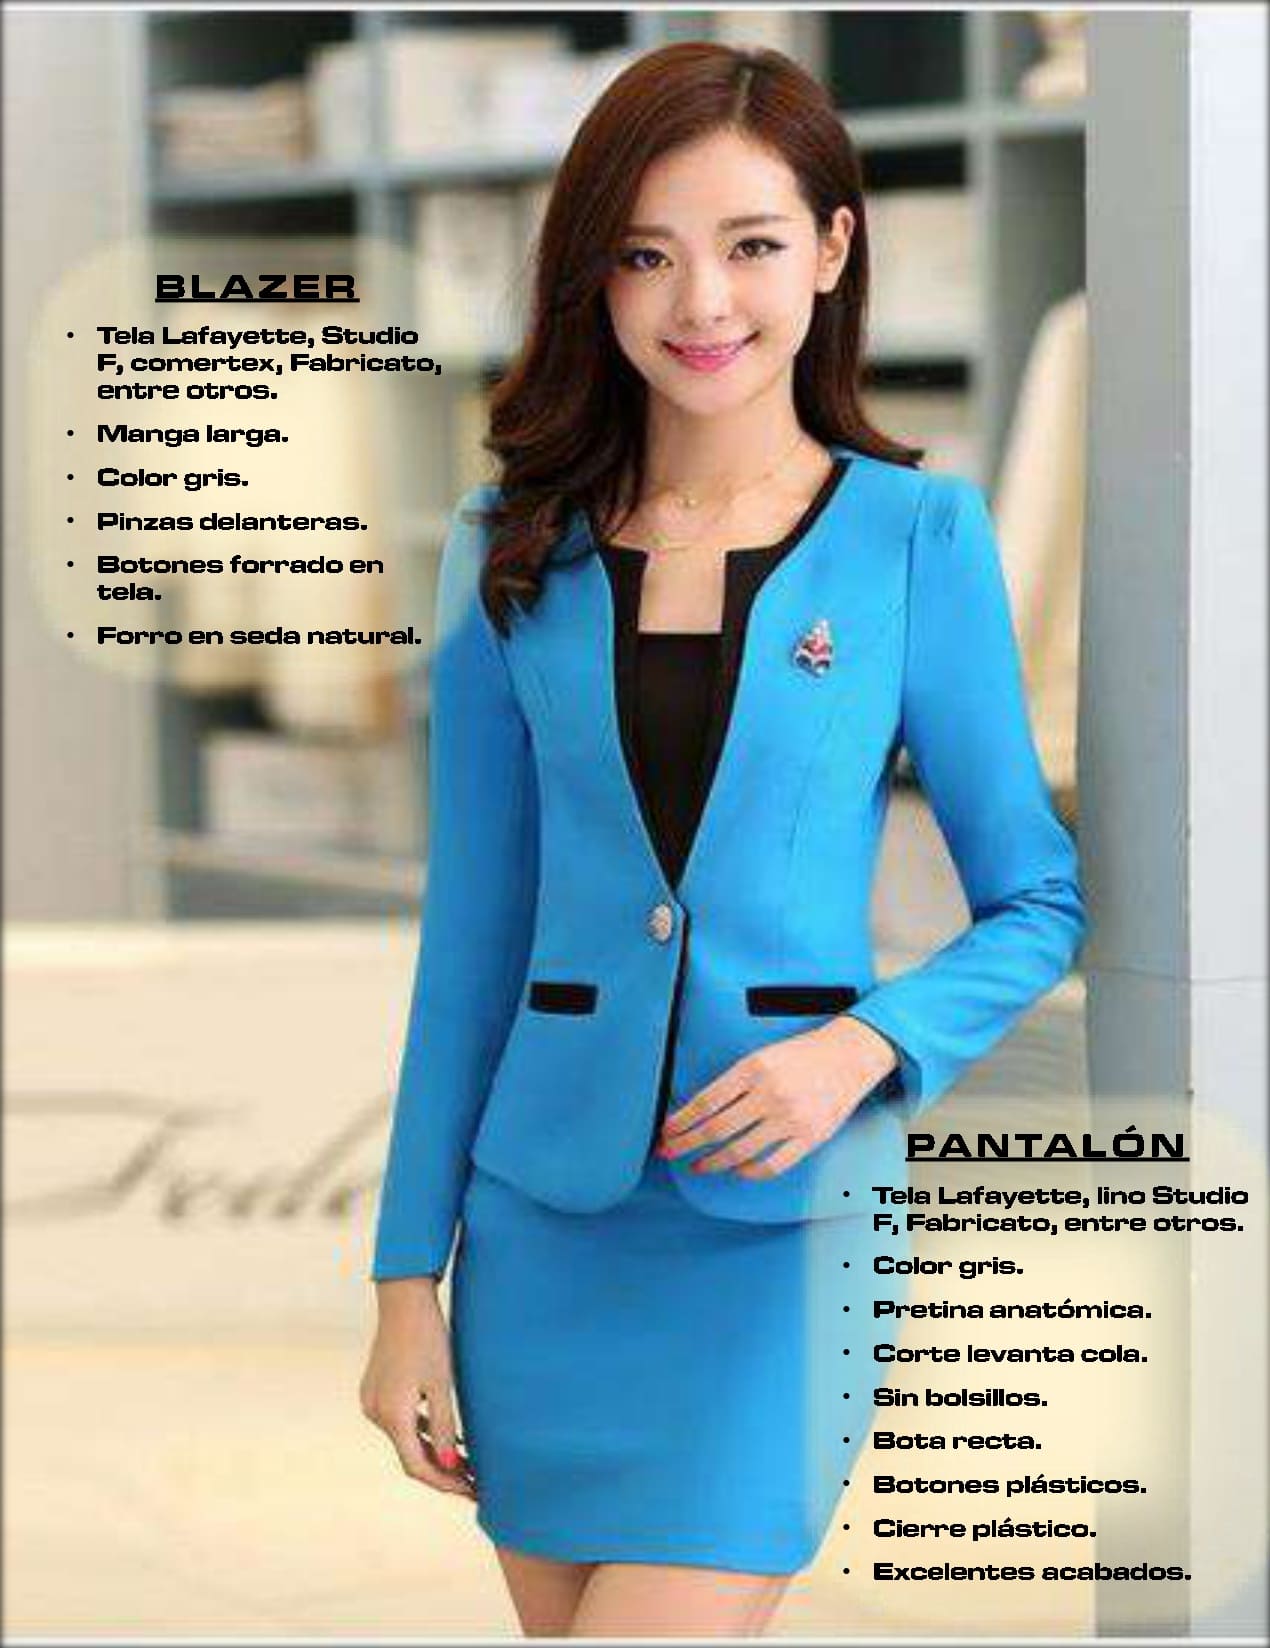 BLAZER
• Tela Lafayette, Studio
F, comertex, Fabricato,
entre otros.
• Manga larga.
• Color gris.
• Pinzas delanteras.
• Botones forrado en
tela.
• Forro en seda natural.
PANTALÓN
• Tela Lafayette, lino Studio
F, Fabricato, entre otros.
• Color gris.
• Pretina anatómica.
• Corte levanta cola.
• Sin bolsillos.
• Bota recta.
• Botones plásticos.
• Cierre plástico.
• Excelentes acabados.